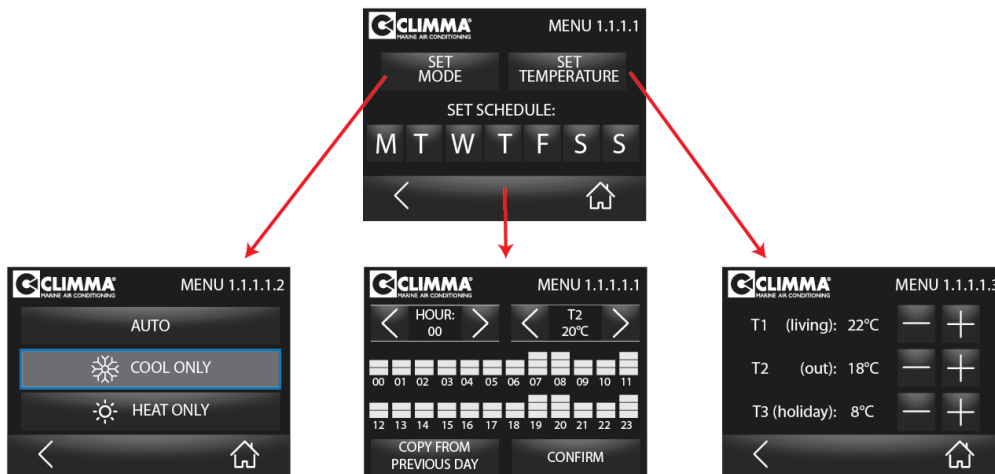 CLIMMA®
MARINE AIR CONDITIONING
MENU 1.1.1.1
SET
MODE
SET
TEMPERATURE
SET SCHEDULE:
M T W T F S S
CLIMMA®
MARINE AIR CONDITIONING
MENU 1.1.1.1.2
AUTO
COOL ONLY
HEAT ONLY
CLIMMA®
MARINE AIR CONDITIONING
MENU 1.1.1.1.1
HOUR:
00
T2
20°C
00 01 02 03 04 05 06 07 08 09 10 11
12 13 14 15 16 17 18 19 20 21 22 23
COPY FROM
PREVIOUS DAY
CONFIRM
CLIMMA®
MARINE AIR CONDITIONING
MENU 1.1.1.1.3
T1 (living): 22°C
T2 (out): 18°C
T3 (holiday): 8°C